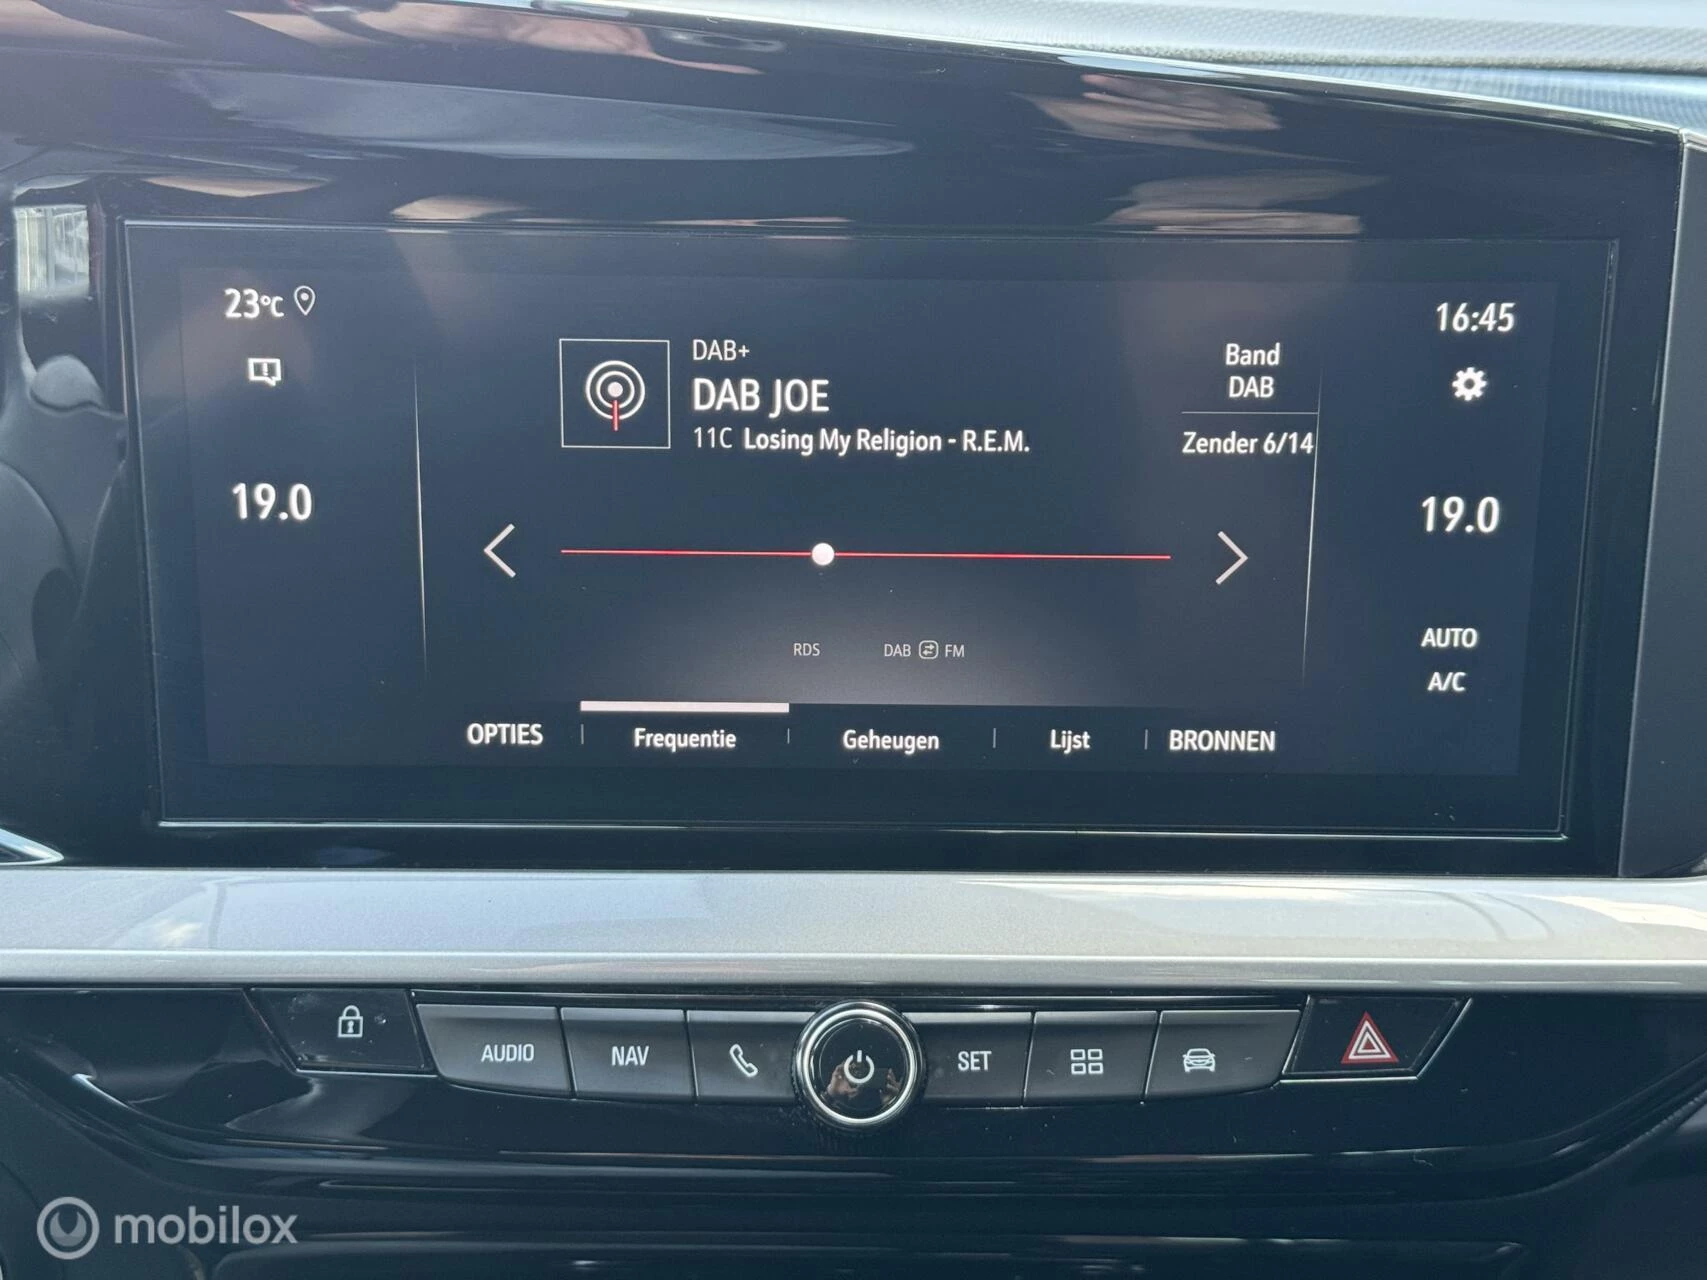 23°C
16:45
DAB+
DAB JOE
11C Losing My Religion - R.E.M.
Band
DAB
Zender 6/14
19.0
19.0
RDS
DAB FM
AUTO
A/C
OPTIES
Frequentie
Geheugen
Lijst
BRONNEN
AUDIO
NAV
SET
mobilox